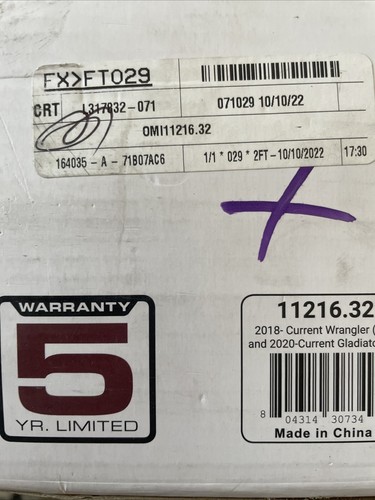 FX>FT029
CRT L317832-071 071029 10/10/22
OMI11216.32
164035 - A - 71B07AC6 1/1 * 029 * 2FT - 10/10/2022 17:30
WARRANTY
5
YR. LIMITED
11216.32
2018- Current Wrangler (
and 2020-Current Gladiato
8 04314 30734
Made in China